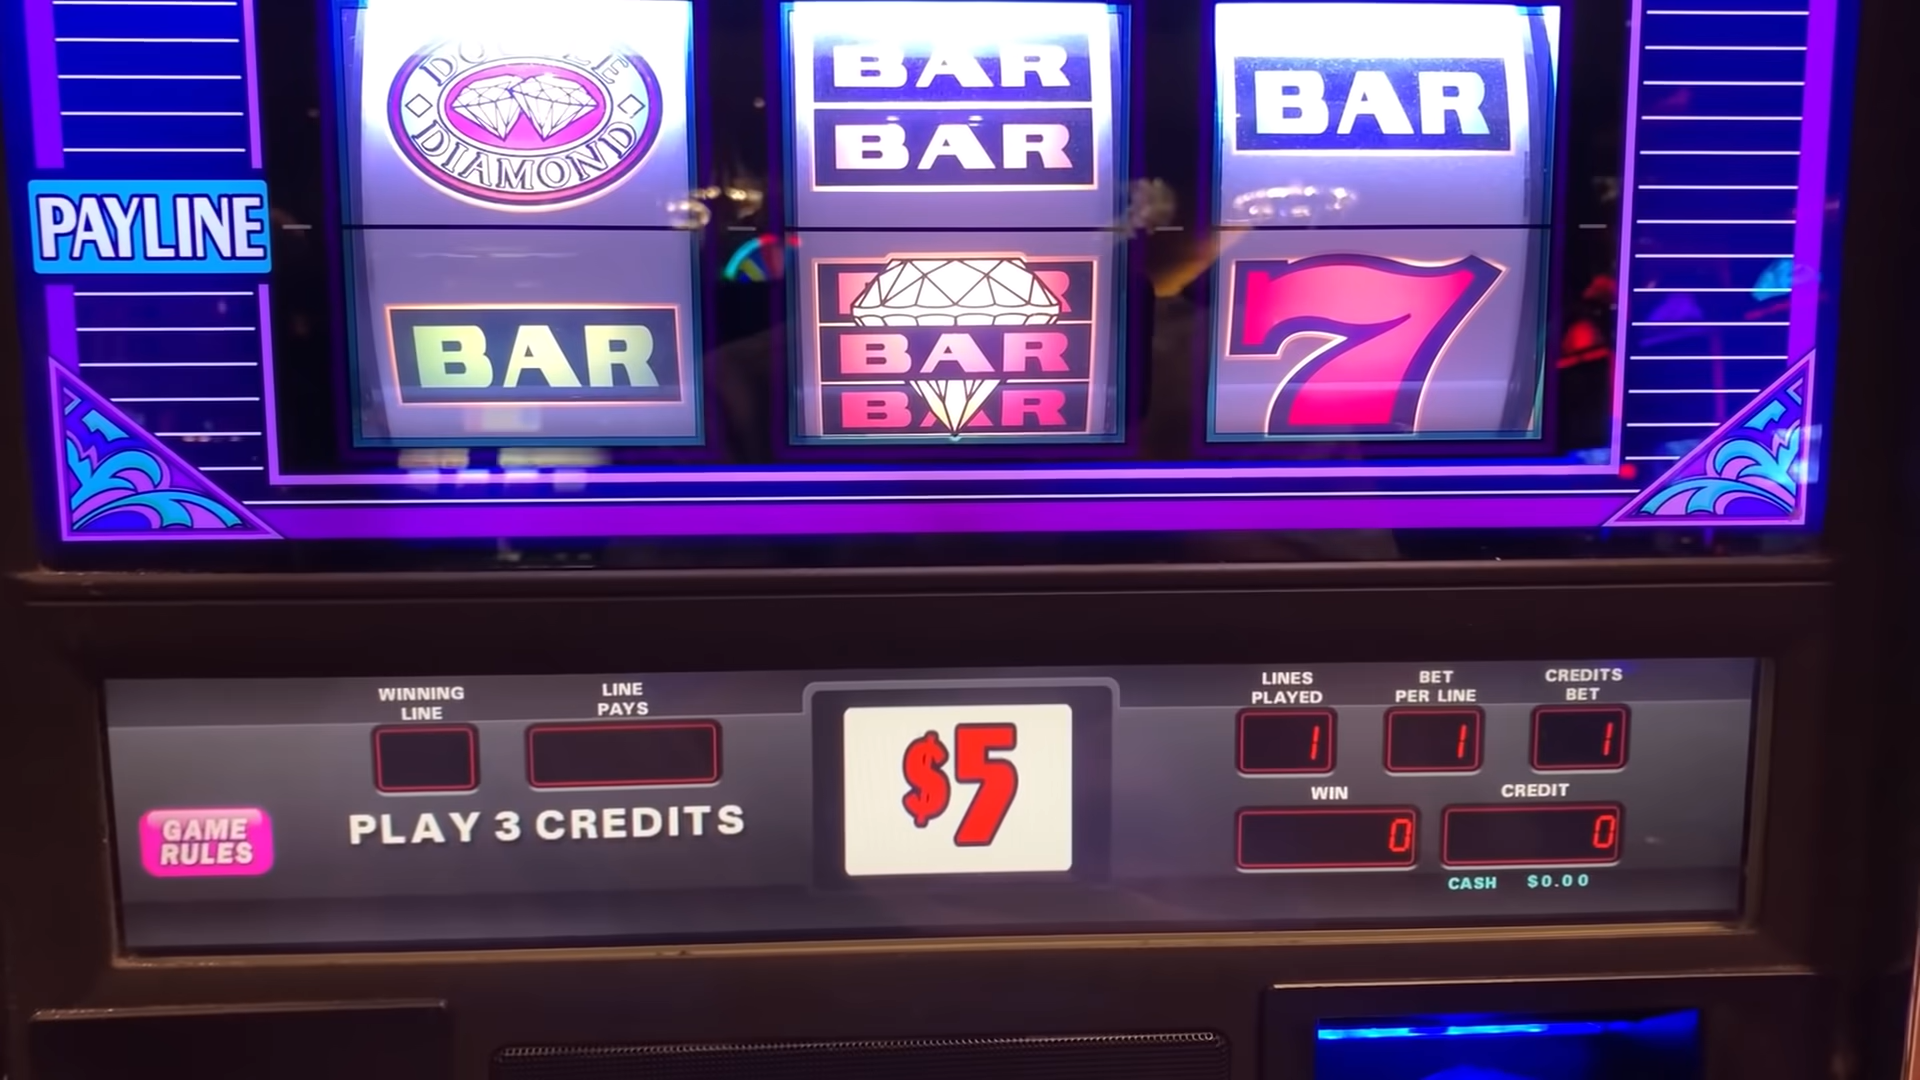 DOUBLE
DIAMOND
BAR
BAR
BAR
PAYLINE
BAR
BAR
BAR
BAR
7
WINNING
LINE
LINE
PAYS
LINES
PLAYED
BET
PER LINE
CREDITS
BET
$5
1
1
1
WIN
CREDIT
GAME
RULES
PLAY 3 CREDITS
0
0
CASH $0.00